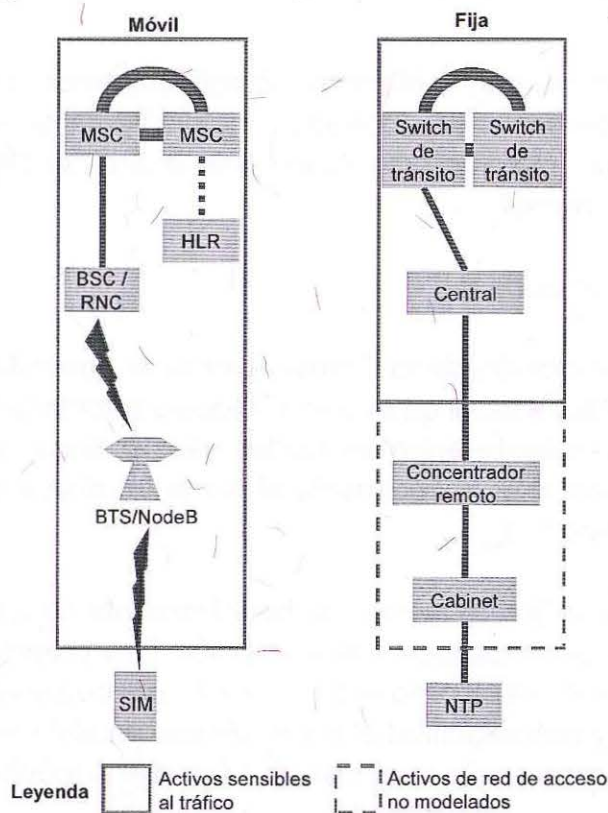 Móvil
Fija
MSC
MSC
HLR
BSC /
RNC
BTS/NodeB
SIM
Switch
de
tránsito
Switch
de
tránsito
Central
Concentrador
remoto
Cabinet
NTP
Leyenda
Activos sensibles
al tráfico
Activos de red de acceso
no modelados